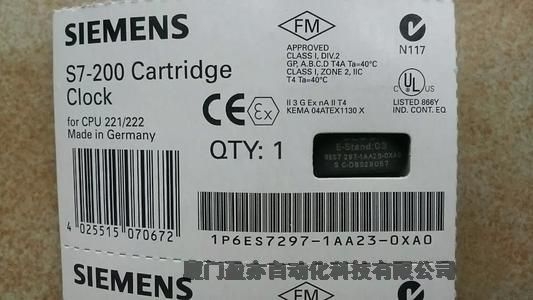 SIEMENS
S7-200 Cartridge
Clock
for CPU 221/222
Made in Germany
FM
APPROVED
CLASS I, DIV.2
GP, A,B,C,D T4A Ta=40°C
CLASS I, ZONE 2, IIC
T4 Ta=40°C
N117
CE Ex
II 3 G Ex nA II T4
KEMA 04ATEX1130 X
C UL US
LISTED 866Y
IND. CONT. EQ
QTY: 1
E-Stand:03
6ES7 297-1AA23-0XA0
4 025515 070672
1P6ES7297-1AA23-0XA0
厦门盈亦自动化科技有限公司
SIEMENS
FM